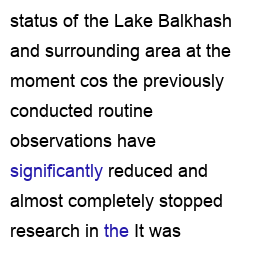 status of the Lake Balkhash
and surrounding area at the
moment cos the previously
conducted routine
observations have
significantly reduced and
almost completely stopped
research in the It was